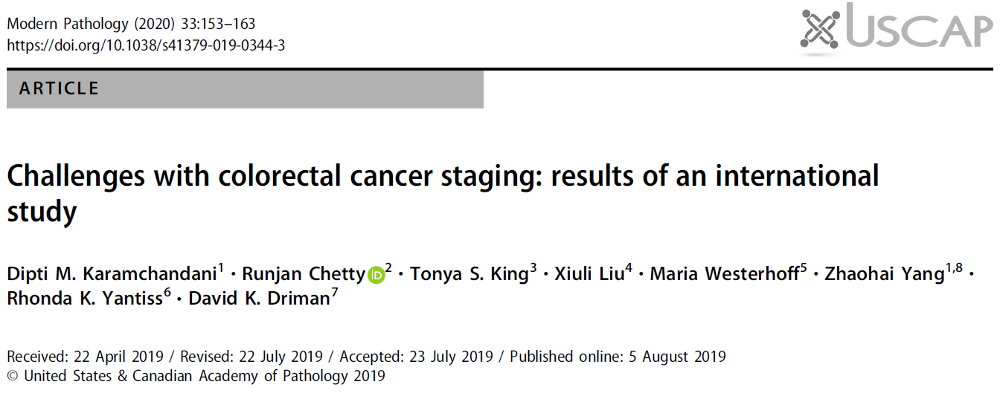 Modern Pathology (2020) 33:153–163
https://doi.org/10.1038/s41379-019-0344-3
USCAP
ARTICLE
Challenges with colorectal cancer staging: results of an international
study
Dipti M. Karamchandani1 · Runjan Chetty iD 2 · Tonya S. King3 · Xiuli Liu4 · Maria Westerhoff5 · Zhaohai Yang1,8 ·
Rhonda K. Yantiss6 · David K. Driman7
Received: 22 April 2019 / Revised: 22 July 2019 / Accepted: 23 July 2019 / Published online: 5 August 2019
© United States & Canadian Academy of Pathology 2019